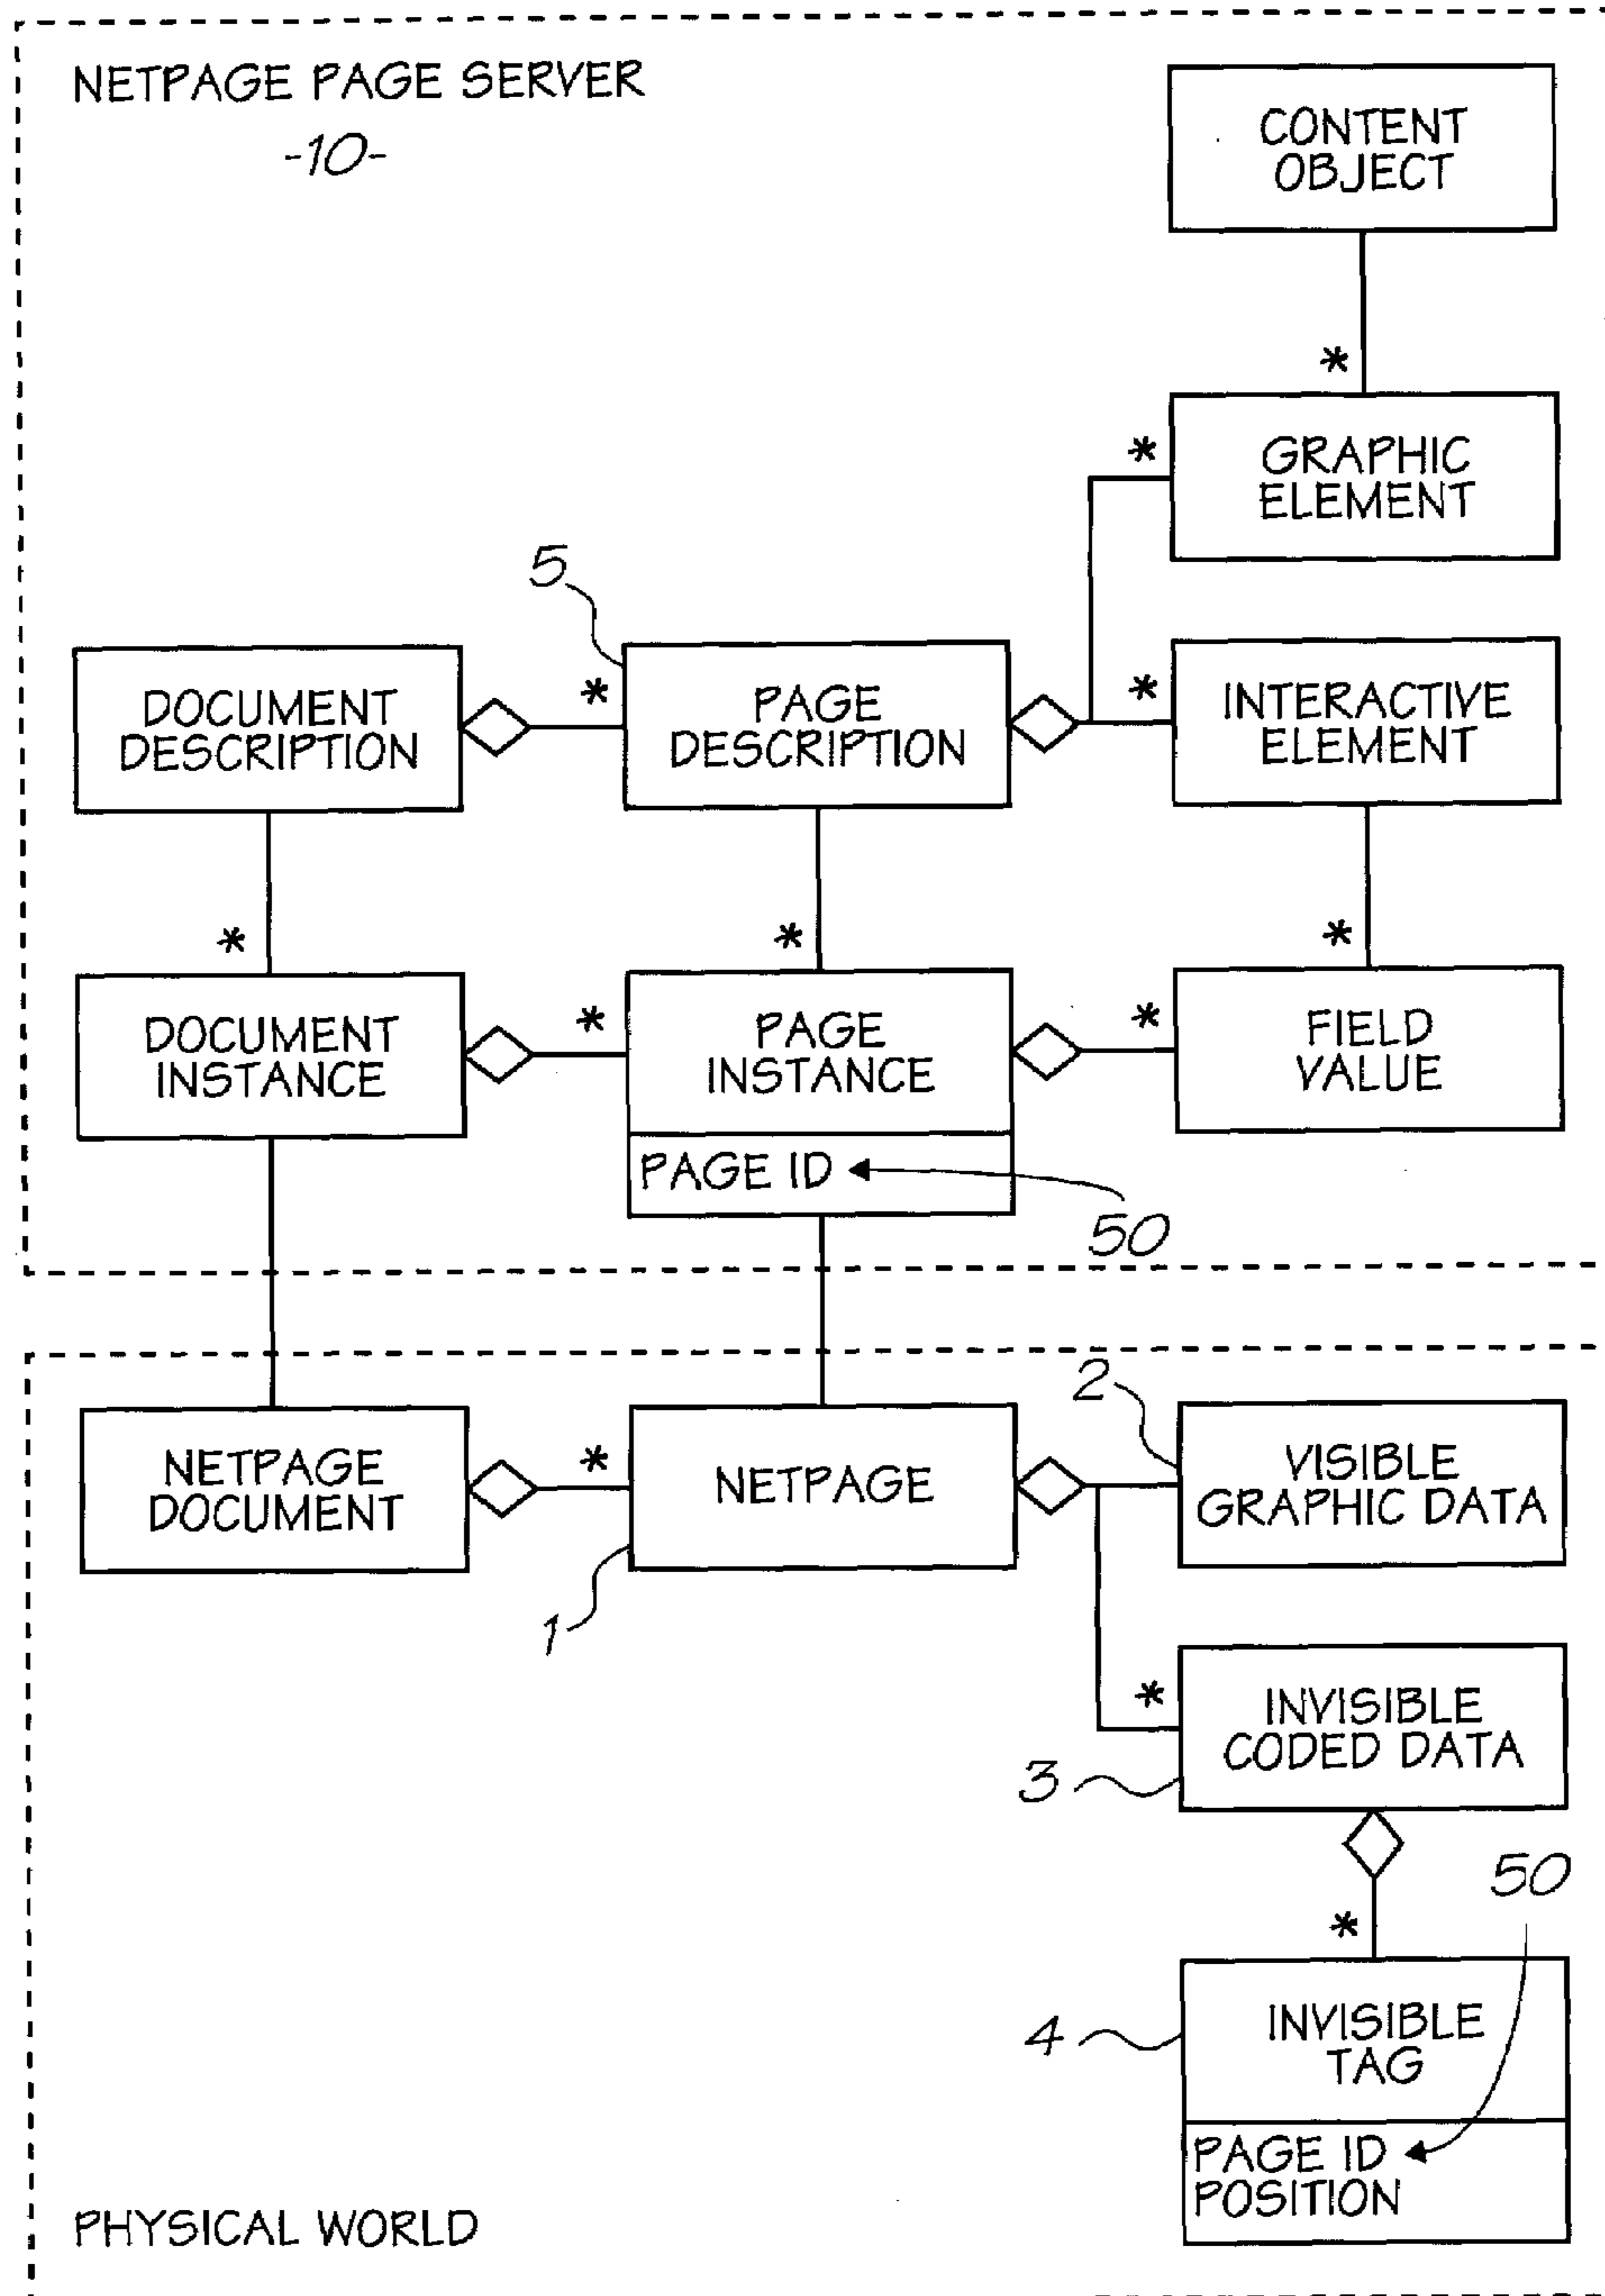 NETPAGE PAGE SERVER
-10-
CONTENT
OBJECT
*
*
GRAPHIC
ELEMENT
5
DOCUMENT
DESCRIPTION
*
PAGE
DESCRIPTION
*
INTERACTIVE
ELEMENT
*
*
*
DOCUMENT
INSTANCE
*
PAGE
INSTANCE
*
FIELD
VALUE
PAGE ID
50
2
NETPAGE
DOCUMENT
*
NETPAGE
VISIBLE
GRAPHIC DATA
1
*
INVISIBLE
CODED DATA
3
50
*
4
INVISIBLE
TAG
PAGE ID
POSITION
PHYSICAL WORLD